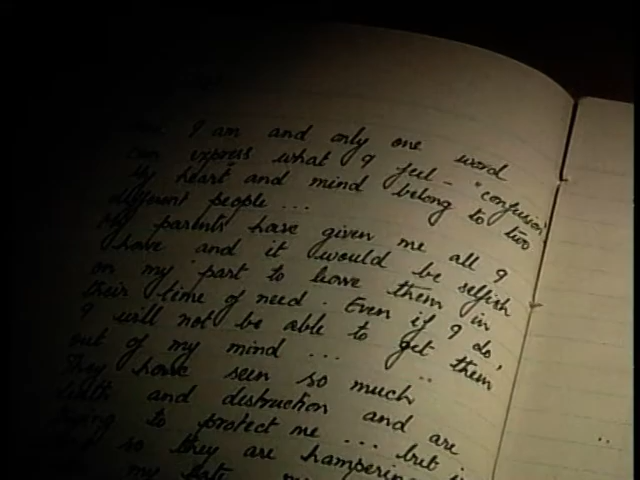 I am and only one word
can express what I feel - "confusion"
My heart and mind belong to two
different people ...
My parents have given me all I
have and it would be selfish
on my part to leave them in
their time of need. Even if I do,
I will not be able to get them
out of my mind ...
They have seen so much
death and destruction and are
trying to protect me ... but
so they are hampering
my fate